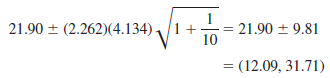 21.90 ± (2.262)(4.134)√(1 + 1/10) = 21.90 ± 9.81
= (12.09, 31.71)